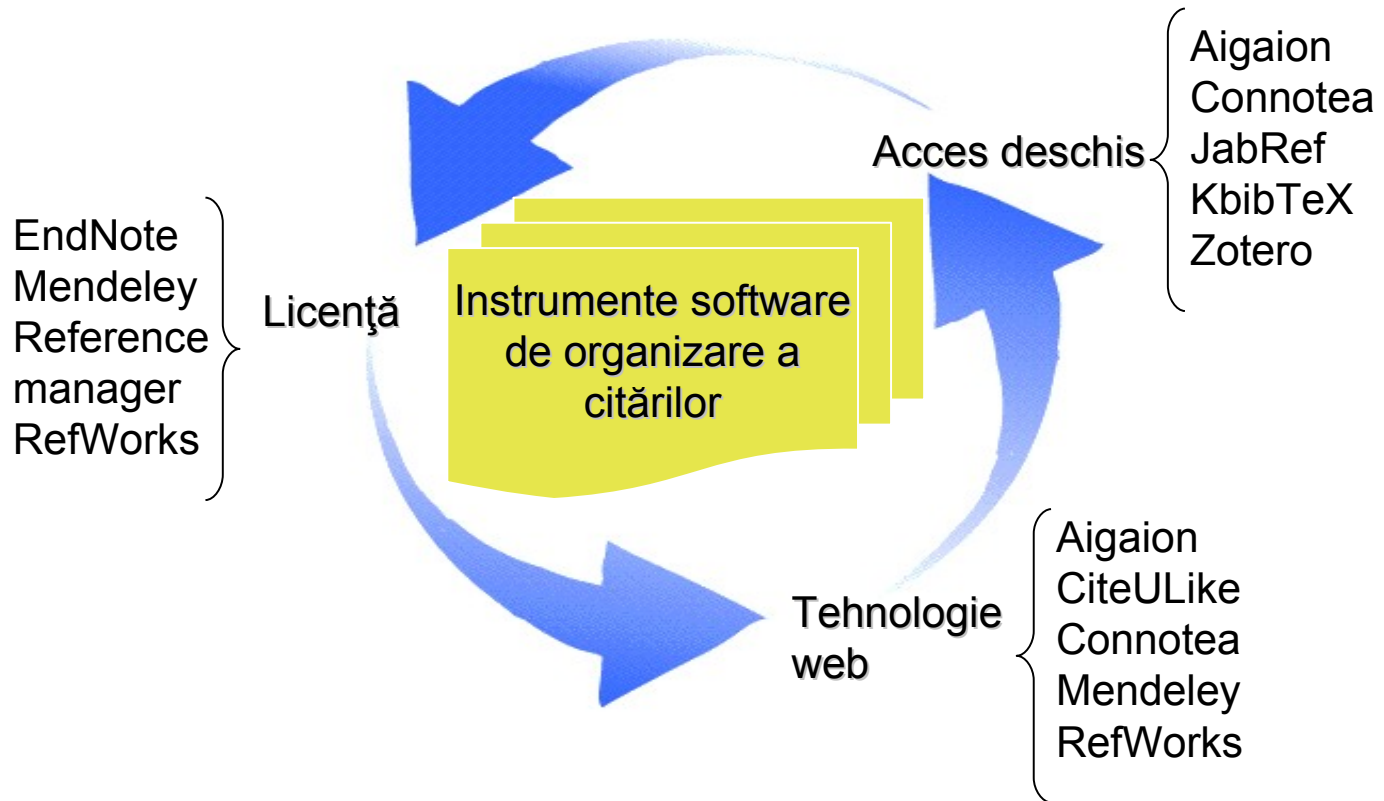 Acces deschis
Aigaion
Connotea
JabRef
KbibTeX
Zotero
EndNote
Mendeley
Reference
manager
RefWorks
Licenţă
Instrumente software
de organizare a
citărilor
Tehnologie
web
Aigaion
CiteULike
Connotea
Mendeley
RefWorks